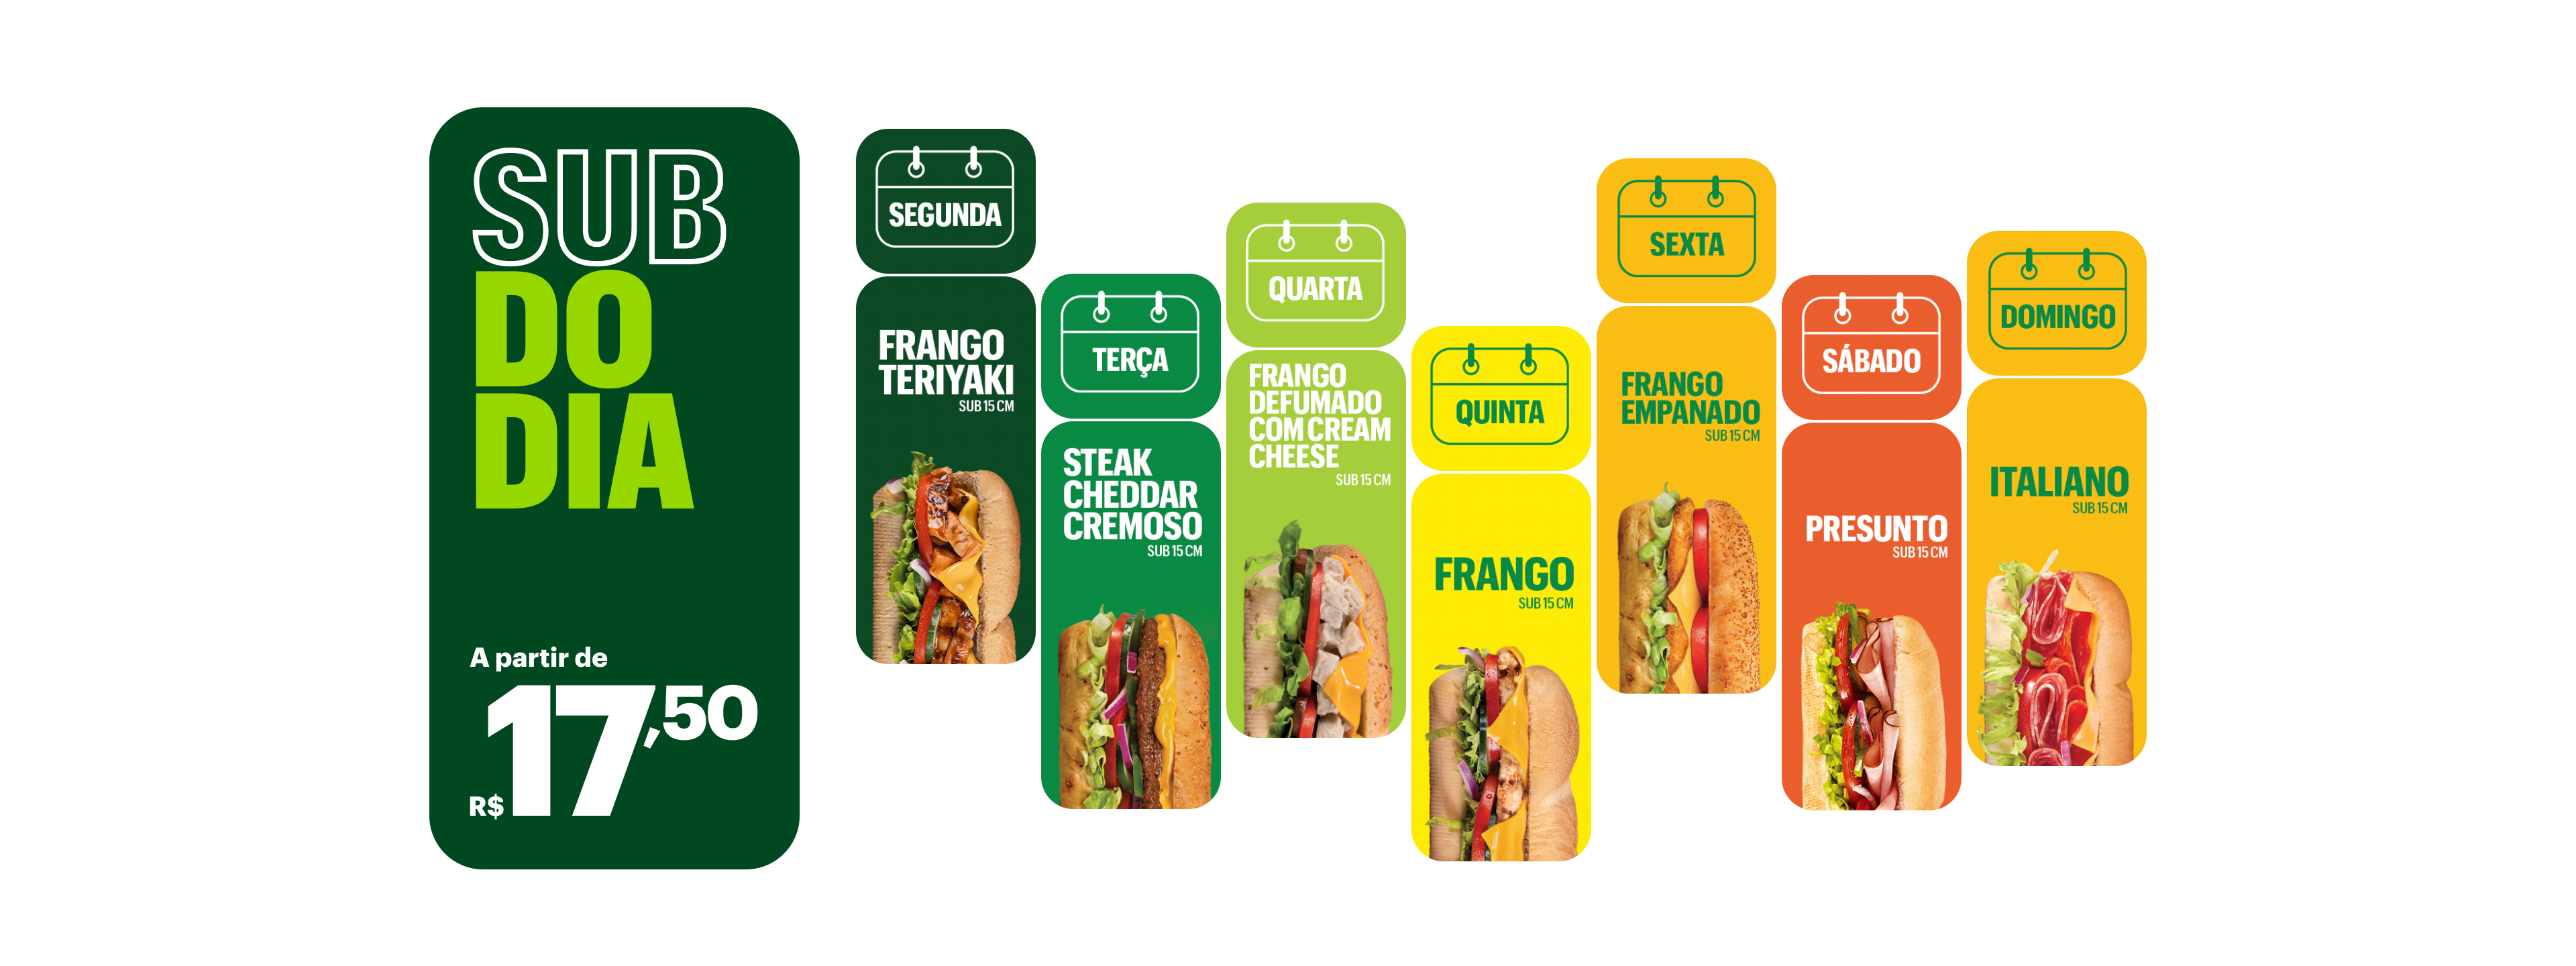 SUB
DO
DIA
A partir de
R$17,50
SEGUNDA
FRANGO
TERIYAKI
SUB 15 CM
TERÇA
STEAK
CHEDDAR
CREMOSO
SUB 15 CM
QUARTA
FRANGO
DEFUMADO
COM CREAM
CHEESE
SUB 15 CM
QUINTA
FRANGO
SUB 15 CM
SEXTA
FRANGO
EMPANADO
SUB 15 CM
SÁBADO
PRESUNTO
SUB 15 CM
DOMINGO
ITALIANO
SUB 15 CM